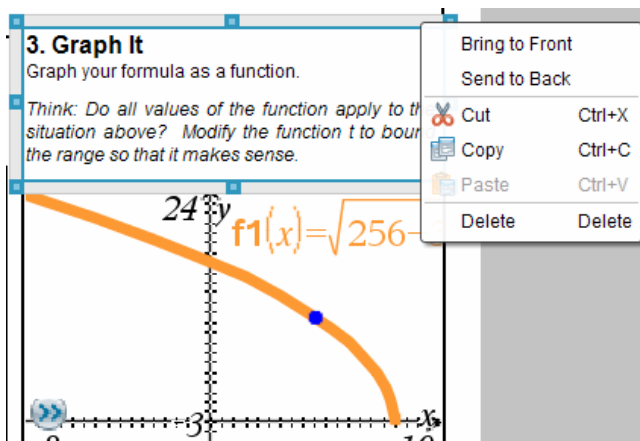 3. Graph It
Graph your formula as a function.
Think: Do all values of the function apply to
situation above? Modify the function t to
the range so that it makes sense.
Bring to Front
Send to Back
Cut Ctrl+X
Copy Ctrl+C
Paste Ctrl+V
Delete Delete
24 y
f1(x)=√256-
-3
x
10